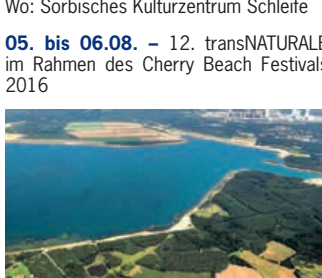 Wo: Sorbisches Kulturzentrum Schleife
05. bis 06.08. – 12. transNATURALE
im Rahmen des Cherry Beach Festivals
2016